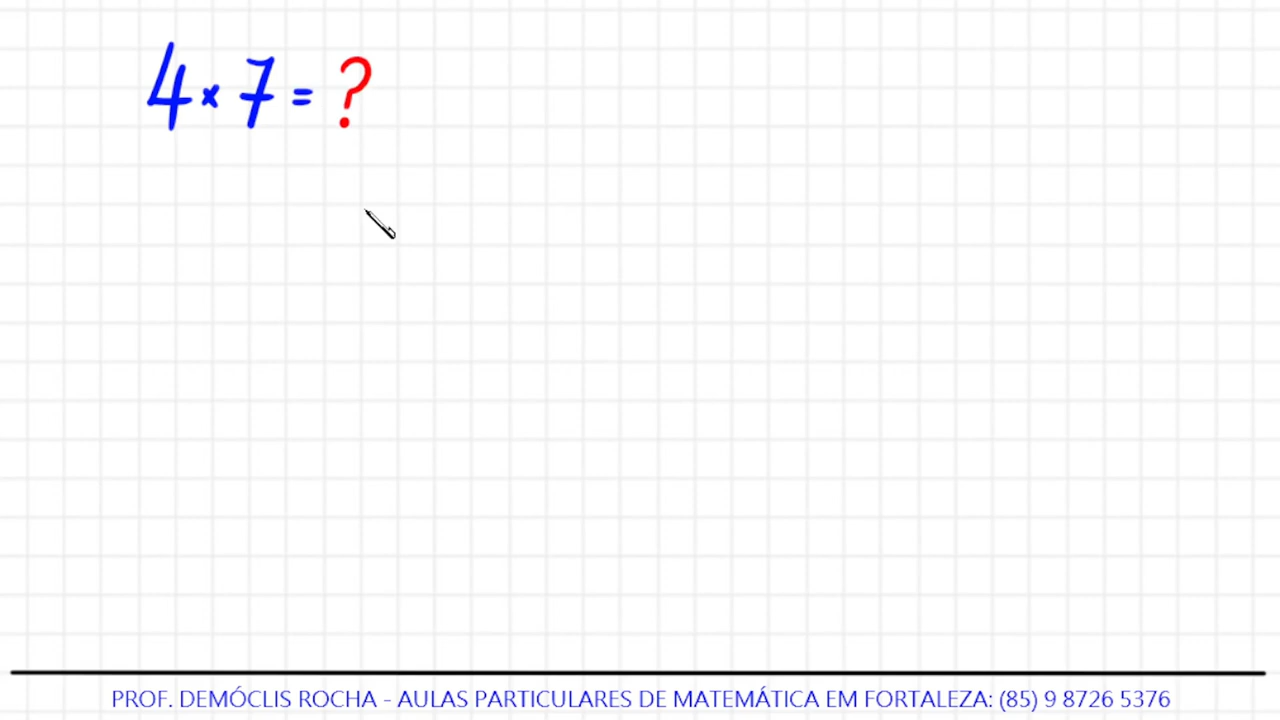 4 × 7 = ?
PROF. DEMÓCLIS ROCHA - AULAS PARTICULARES DE MATEMÁTICA EM FORTALEZA: (85) 9 8726 5376